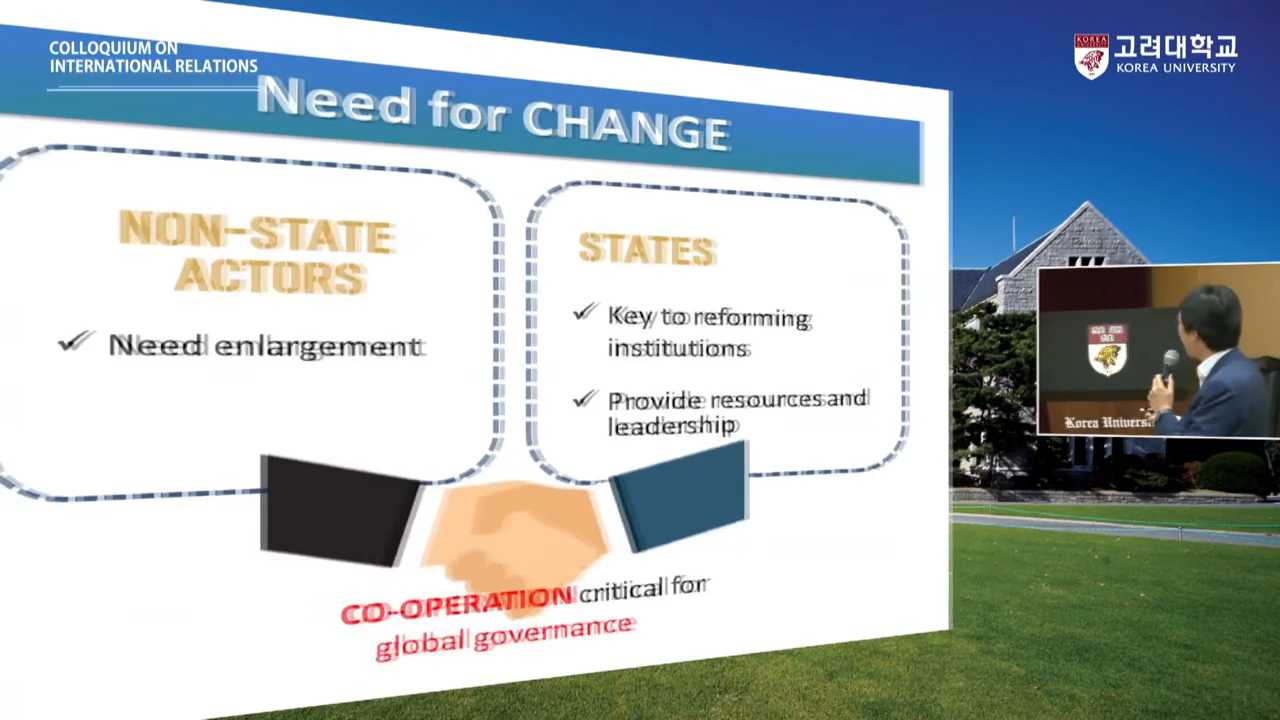 COLLOQUIUM ON
INTERNATIONAL RELATIONS
KOREA
고려대학교
KOREA UNIVERSITY
Need for CHANGE
NON-STATE
ACTORS
✓ Need enlargement
STATES
✓ Key to reforming
institutions
✓ Provide resources and
leadership
CO-OPERATION critical for
global governance
Korea Univers